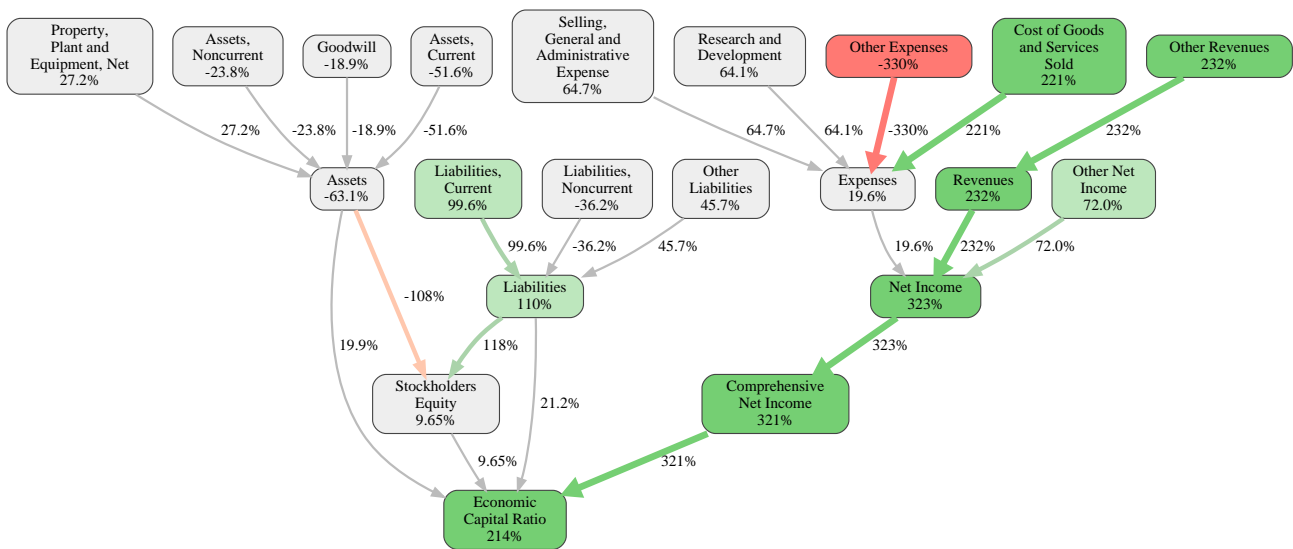 Property,
Plant and
Equipment, Net
27.2%
Assets,
Noncurrent
-23.8%
Goodwill
-18.9%
Assets,
Current
-51.6%
Selling,
General and
Administrative
Expense
64.7%
Research and
Development
64.1%
Other Expenses
-330%
Cost of Goods
and Services
Sold
221%
Other Revenues
232%
27.2%
-23.8%
-18.9%
-51.6%
64.7%
64.1%
-330%
221%
232%
Assets
-63.1%
Liabilities,
Current
99.6%
Liabilities,
Noncurrent
-36.2%
Other
Liabilities
45.7%
Expenses
19.6%
Revenues
232%
Other Net
Income
72.0%
99.6%
-36.2%
45.7%
19.6%
232%
72.0%
Liabilities
110%
Net Income
323%
-108%
19.9%
118%
21.2%
323%
Stockholders
Equity
9.65%
Comprehensive
Net Income
321%
9.65%
321%
Economic
Capital Ratio
214%